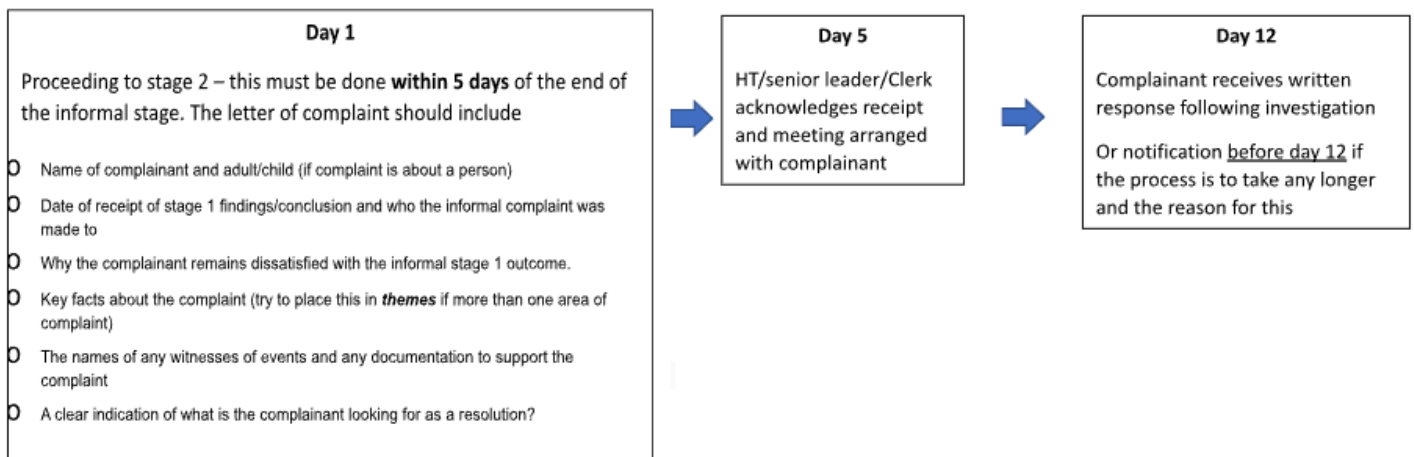 Day 1
Proceeding to stage 2 – this must be done within 5 days of the end of
the informal stage. The letter of complaint should include
o Name of complainant and adult/child (if complaint is about a person)
o Date of receipt of stage 1 findings/conclusion and who the informal complaint was
made to
o Why the complainant remains dissatisfied with the informal stage 1 outcome.
o Key facts about the complaint (try to place this in themes if more than one area of
complaint)
o The names of any witnesses of events and any documentation to support the
complaint
o A clear indication of what is the complainant looking for as a resolution?
Day 5
HT/senior leader/Clerk
acknowledges receipt
and meeting arranged
with complainant
Day 12
Complainant receives written
response following investigation
Or notification before day 12 if
the process is to take any longer
and the reason for this